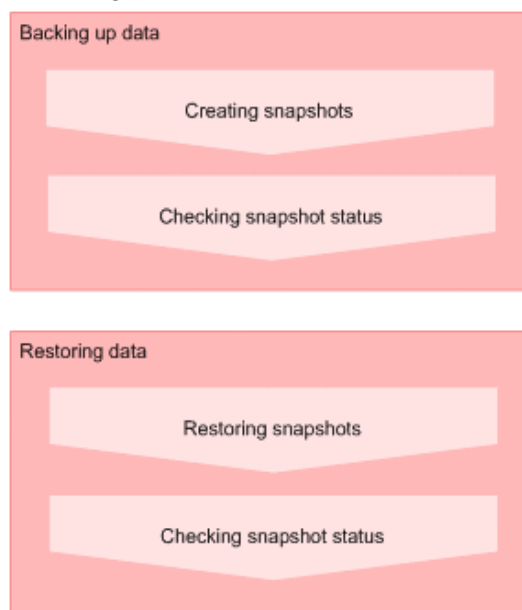 Backing up data
Creating snapshots
Checking snapshot status
Restoring data
Restoring snapshots
Checking snapshot status